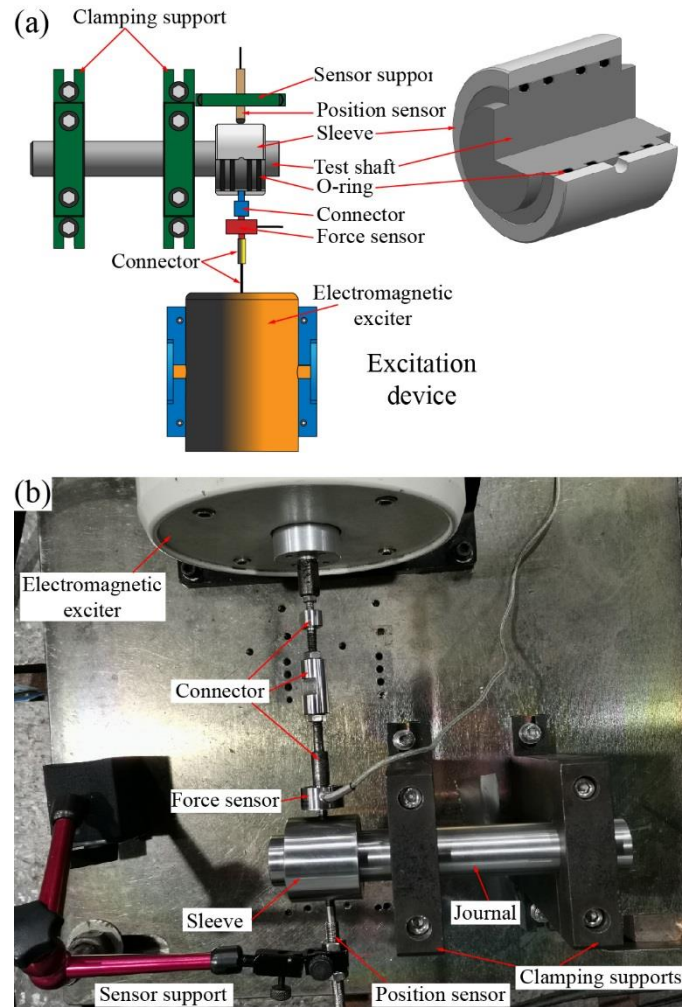 (a)
Clamping support
Sensor suppor
Position sensor
Sleeve
Test shaft
O-ring
Connector
Force sensor
Connector
Electromagnetic
exciter
Excitation
device
(b)
Electromagnetic
exciter
Connector
Force sensor
Sleeve
Journal
Sensor support
Position sensor
Clamping supports